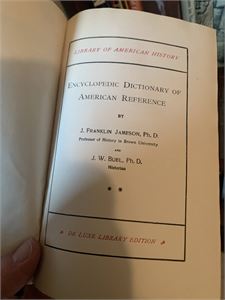 LIBRARY OF AMERICAN HISTORY
ENCYCLOPEDIC DICTIONARY OF
AMERICAN REFERENCE
BY
J. FRANKLIN JAMESON, PH. D.
Professor of History in Brown University
AND
J. W. BUEL, PH. D.
Historian
DE LUXE LIBRARY EDITION